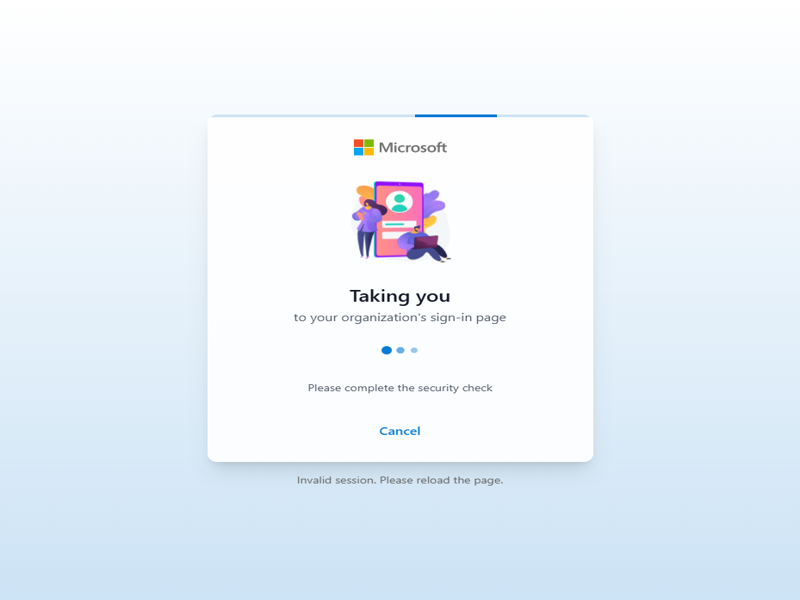 Microsoft
Taking you
to your organization's sign-in page
Please complete the security check
Cancel
Invalid session. Please reload the page.